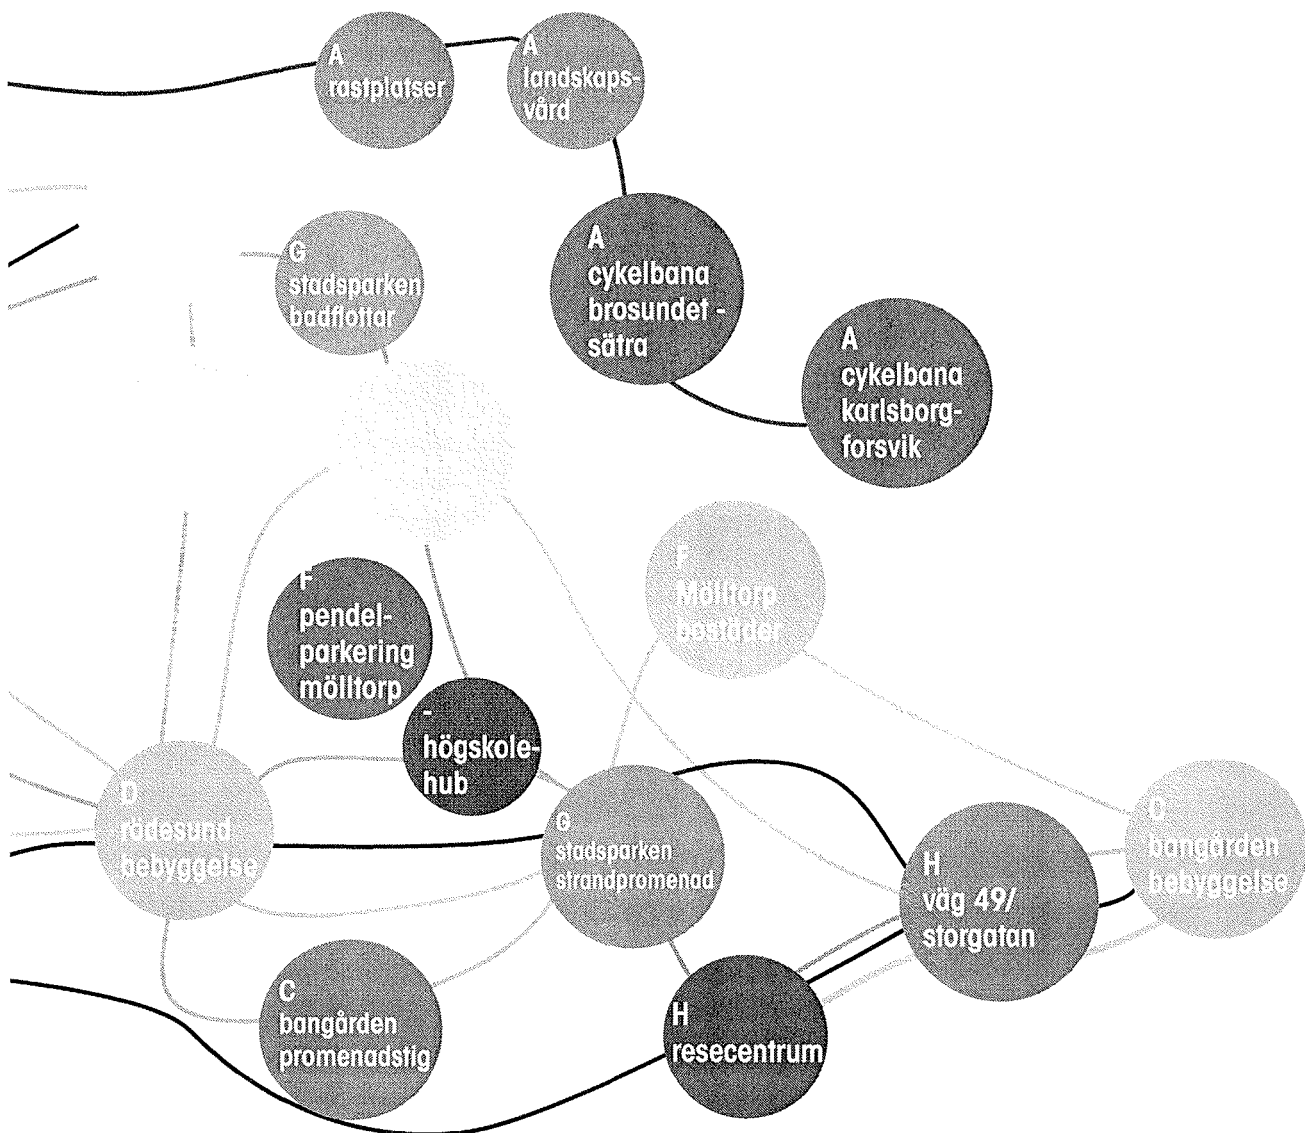 A
rastplatser
A
landskaps-
vård
A
cykelbana
brosundet -
sätra
A
cykelbana
karlsborg-
forsvik
G
stadsparken
badflottar
F
Mölltorp
bostäder
F
pendel-
parkering
mölltorp
-
högskole-
hub
D
rödesund
bebyggelse
G
stadsparken
strandpromenad
H
väg 49/
storgatan
bangården
bebyggelse
C
bangården
promenadstig
H
resecentrum